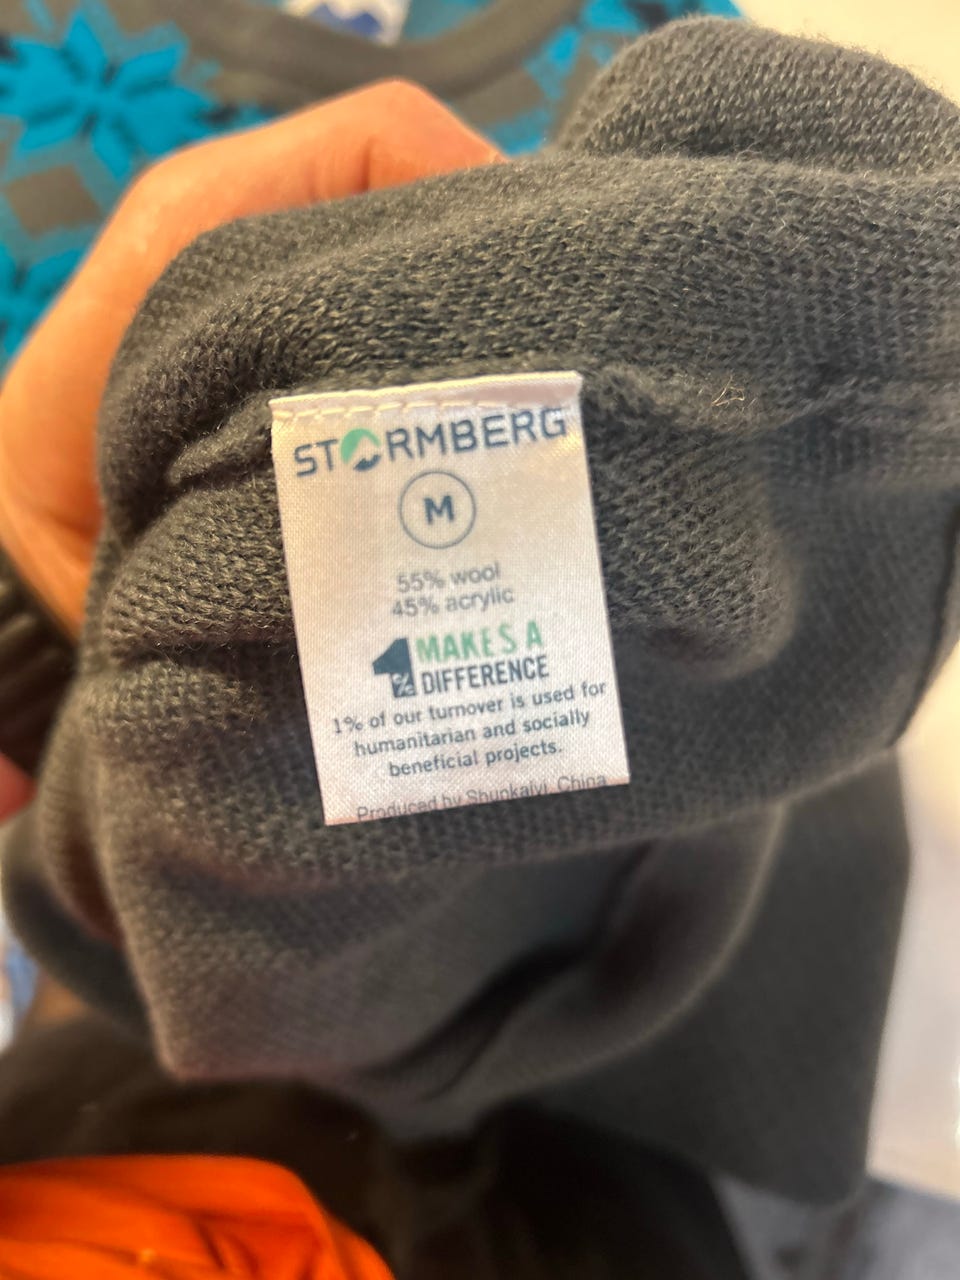 STORMBERG
M
55% wool
45% acrylic
1% MAKES A
DIFFERENCE
1% of our turnover is used for
humanitarian and socially
beneficial projects.
Produced by Shunkaiyi, China